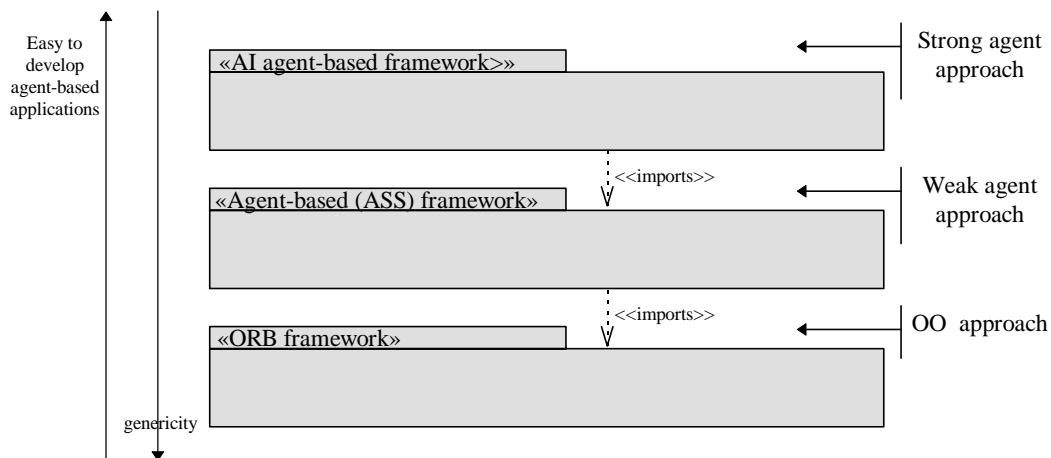 Easy to
develop
agent-based
applications
«AI agent-based framework>»
Strong agent
approach
<<imports>>
«Agent-based (ASS) framework»
Weak agent
approach
<<imports>>
«ORB framework»
OO approach
genericity